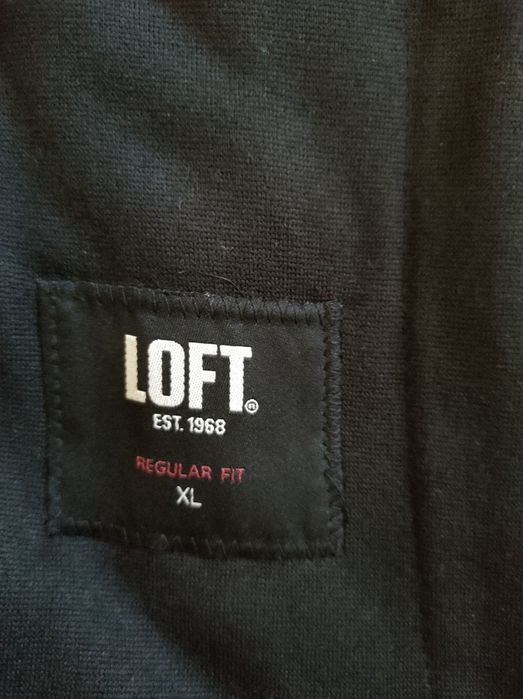 LOFT®
EST. 1968
REGULAR FIT
XL